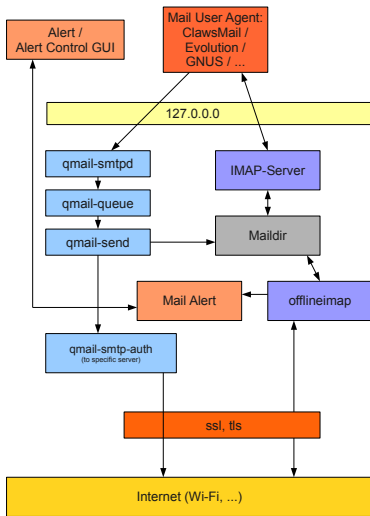 Alert /
Alert Control GUI
Mail User Agent:
ClawsMail /
Evolution /
GNUS / ...
127.0.0.0
qmail-smtpd
IMAP-Server
qmail-queue
qmail-send
Maildir
Mail Alert
offlineimap
qmail-smtp-auth
(to specific server)
ssl, tls
Internet (Wi-Fi, ...)